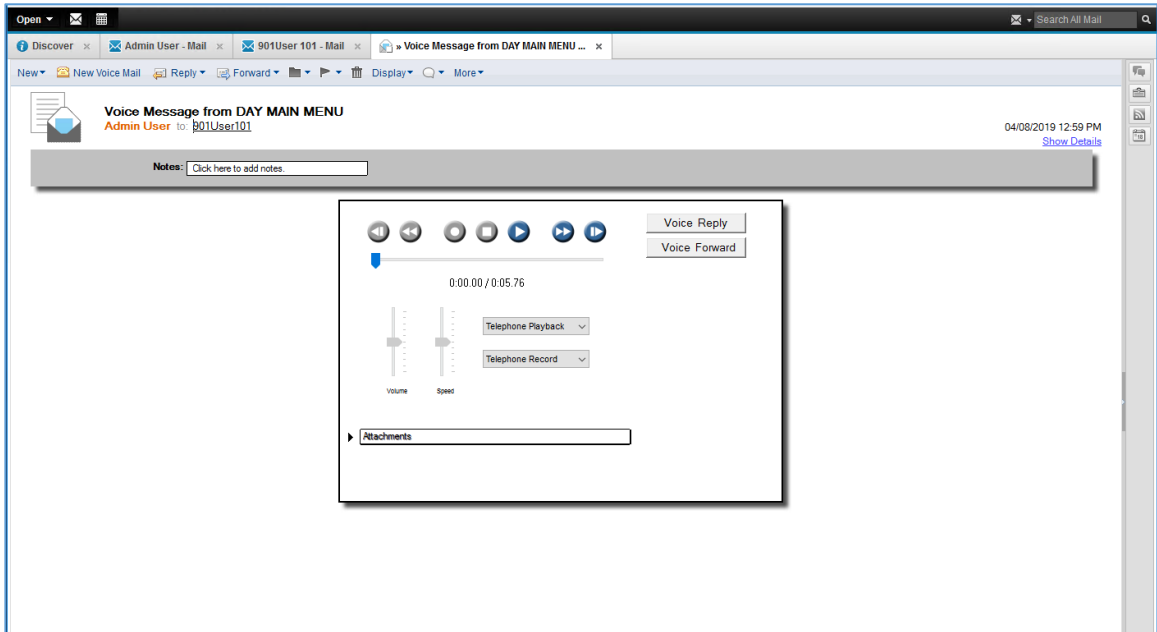 Open
Search All Mail
Discover
Admin User - Mail
901User 101 - Mail
» Voice Message from DAY MAIN MENU ...
New
New Voice Mail
Reply
Forward
Display
More
Voice Message from DAY MAIN MENU
Admin User to: 901User101
04/08/2019 12:59 PM
Show Details
Notes: Click here to add notes.
Voice Reply
Voice Forward
0:00.00 / 0:05.76
Telephone Playback
Telephone Record
Volume Speed
Attachments